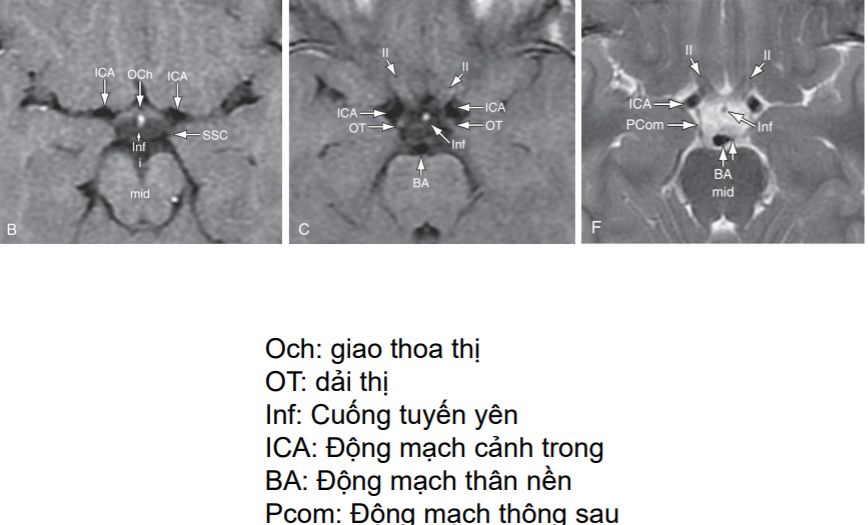 ICA OCh ICA
Inf
SSC
i
mid
B
II
II
ICA
ICA
OT
OT
Inf
BA
C
II
II
ICA
PCom
Inf
BA
mid
F
Och: giao thoa thị
OT: dải thị
Inf: Cuống tuyến yên
ICA: Động mạch cảnh trong
BA: Động mạch thân nền
Pcom: Động mạch thông sau